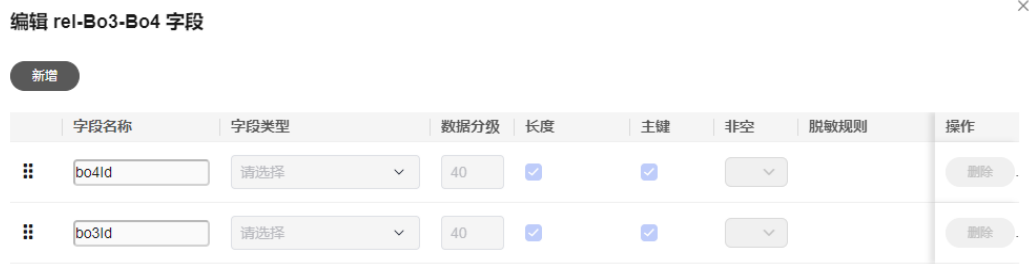 编辑 rel-Bo3-Bo4 字段
新增
字段名称 字段类型 数据分级 长度 主键 非空 脱敏规则 操作
bo4Id 请选择 40 删除
bo3Id 请选择 40 删除